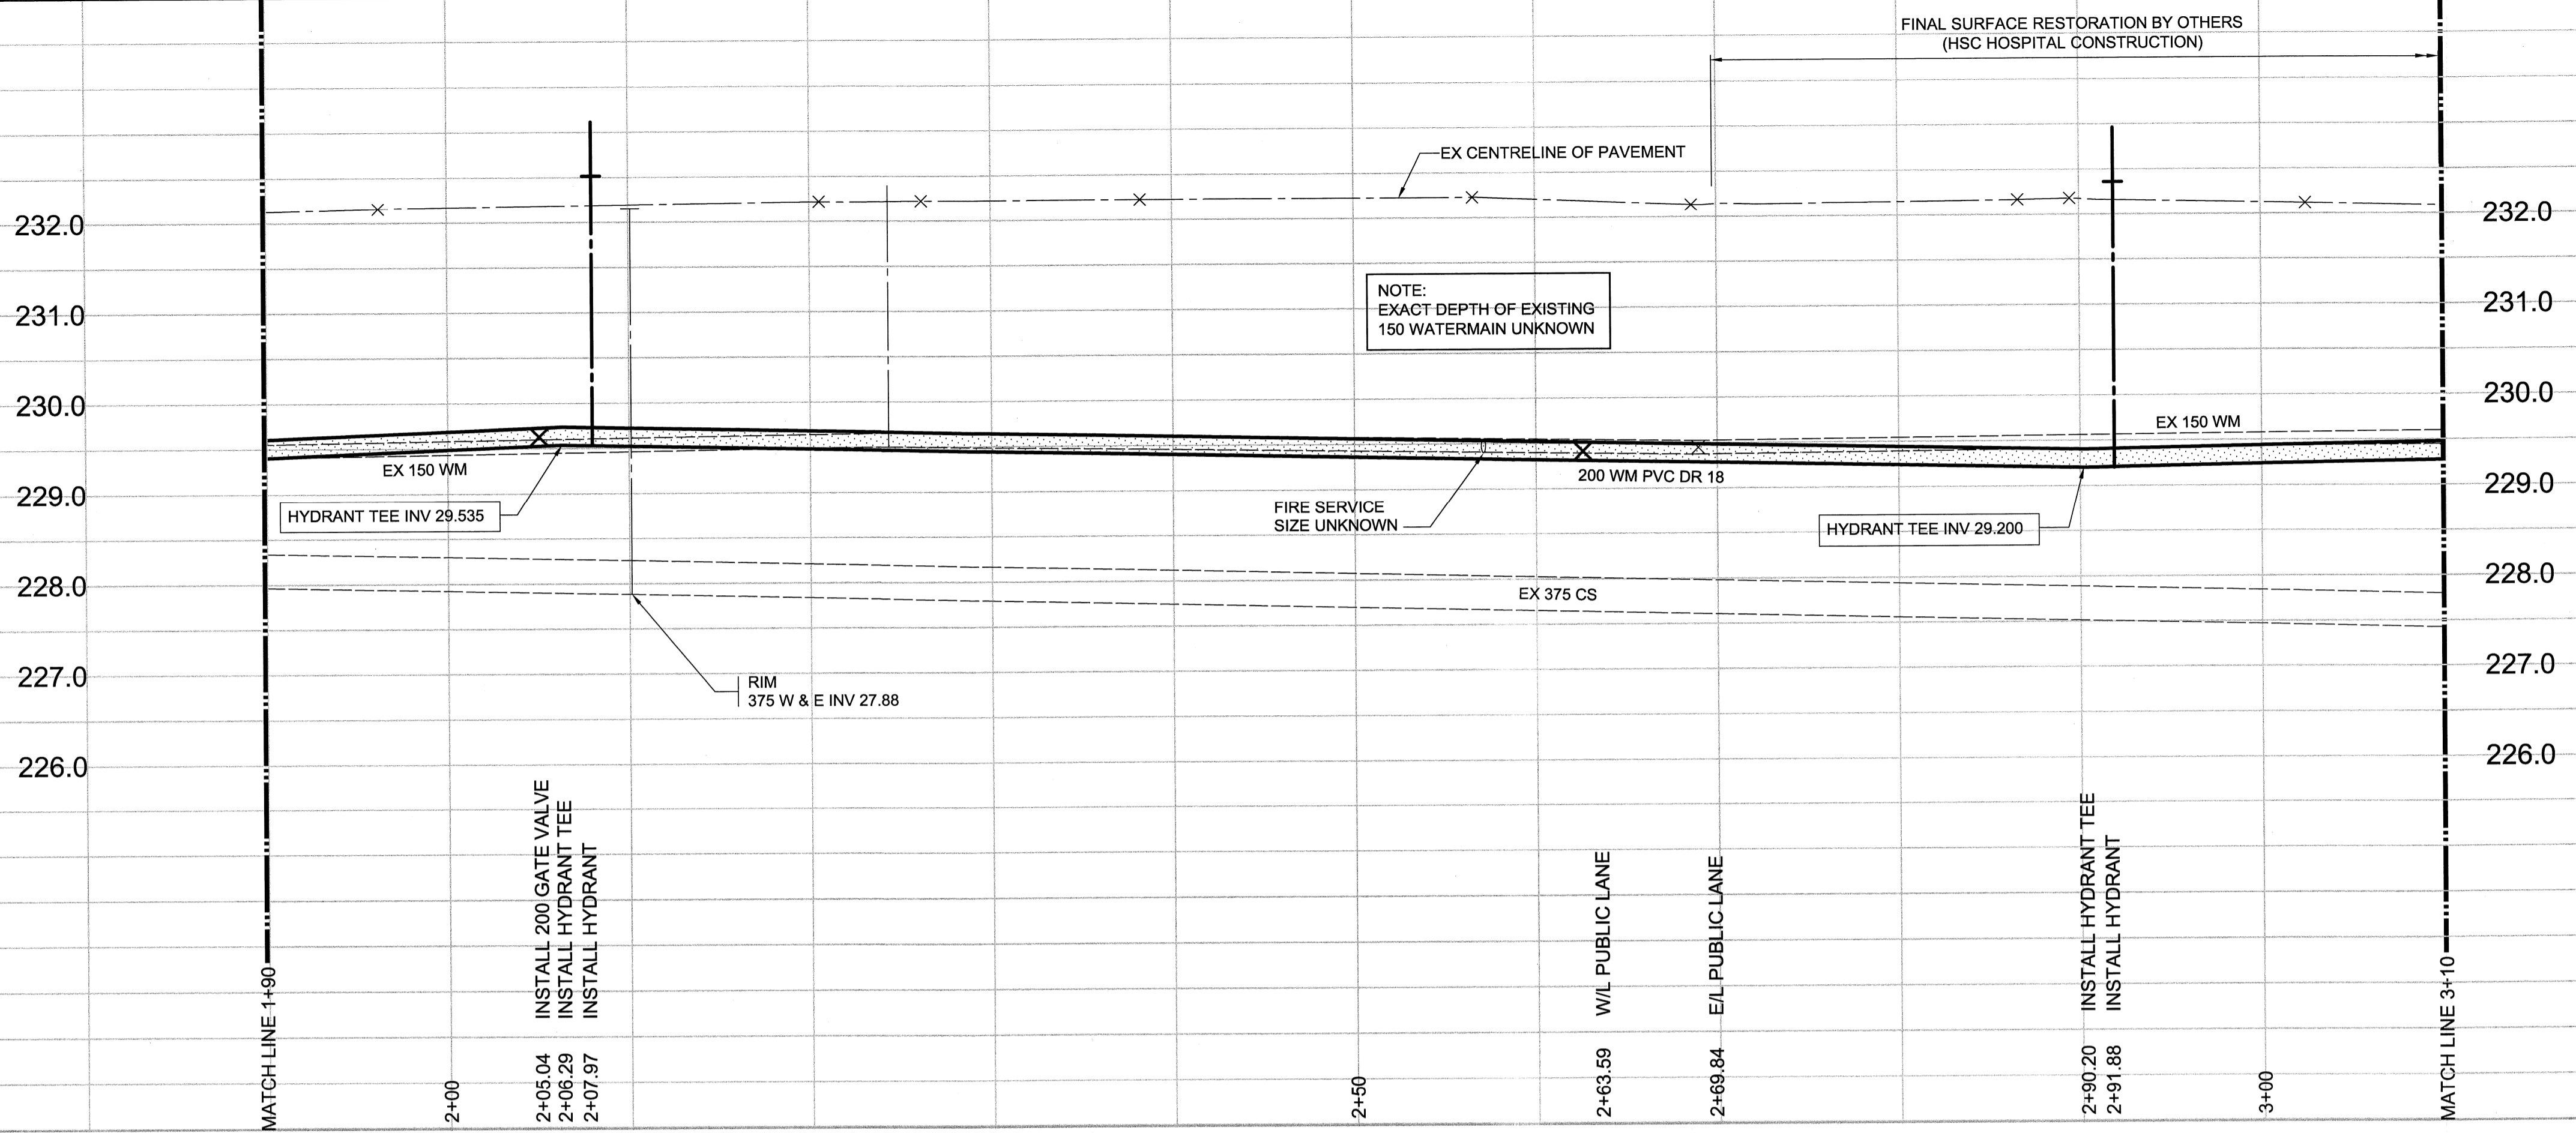 FINAL SURFACE RESTORATION BY OTHERS
(HSC HOSPITAL CONSTRUCTION)
EX CENTRELINE OF PAVEMENT
232.0
232.0
NOTE:
EXACT DEPTH OF EXISTING
150 WATERMAIN UNKNOWN
231.0
231.0
230.0
230.0
EX 150 WM
EX 150 WM
200 WM PVC DR 18
229.0
229.0
HYDRANT TEE INV 29.535
FIRE SERVICE
SIZE UNKNOWN
HYDRANT TEE INV 29.200
228.0
228.0
EX 375 CS
227.0
227.0
RIM
375 W & E INV 27.88
226.0
226.0
MATCH LINE 1+90
2+00
2+05.04 INSTALL 200 GATE VALVE
2+06.29 INSTALL HYDRANT TEE
2+07.97 INSTALL HYDRANT
2+50
2+63.59 W/L PUBLIC LANE
2+69.84 E/L PUBLIC LANE
2+90.20 INSTALL HYDRANT TEE
2+91.88 INSTALL HYDRANT
3+00
MATCH LINE 3+10